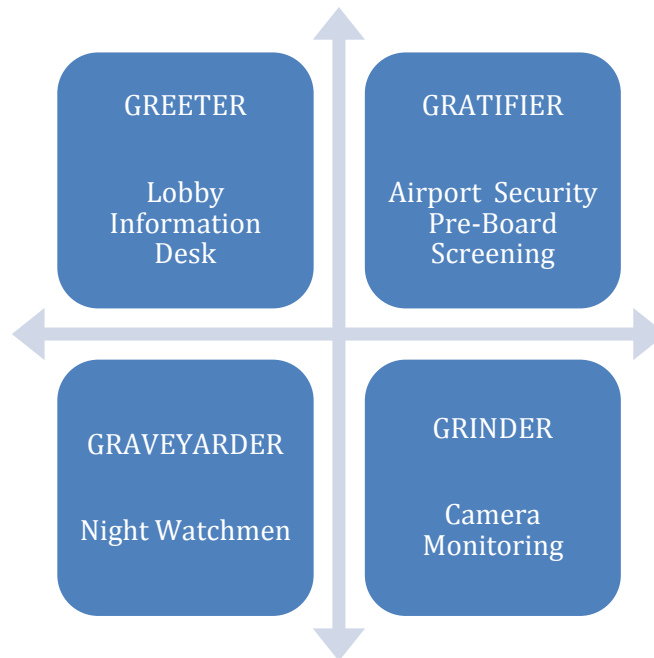 GREETER
Lobby
Information
Desk
GRATIFIER
Airport Security
Pre-Board
Screening
GRAVEYARDER
Night Watchmen
GRINDER
Camera
Monitoring